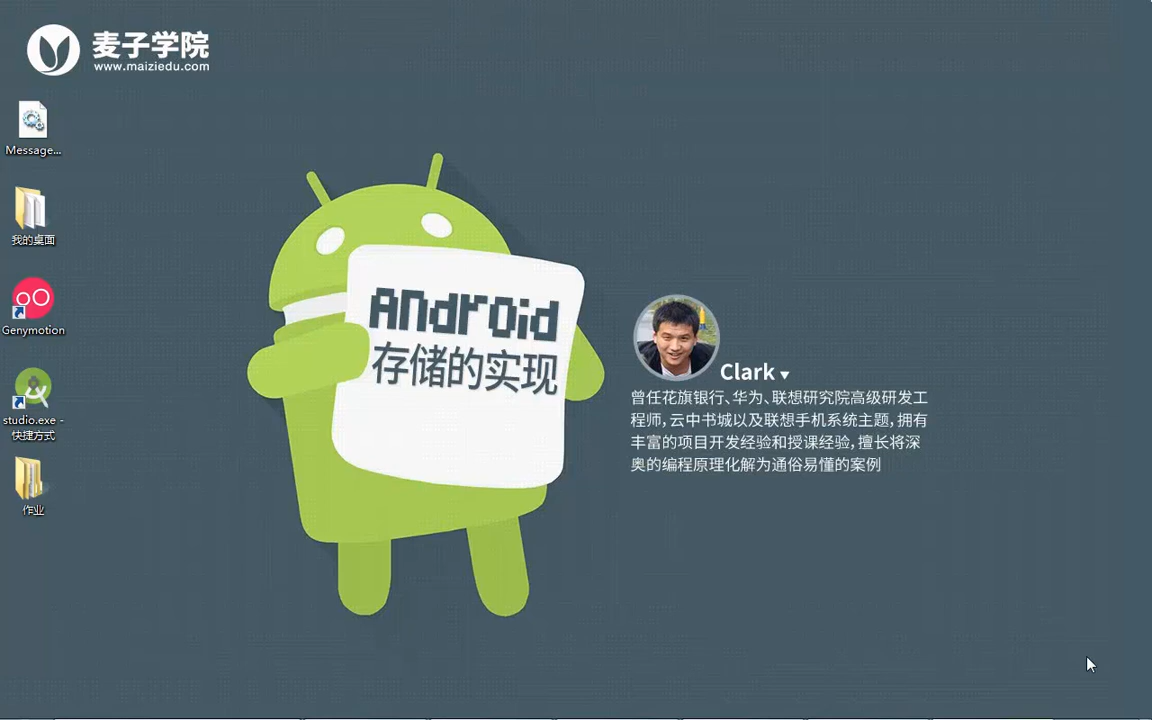 麦子学院
www.maiziedu.com
Message...
我的桌面
Genymotion
studio.exe -
快捷方式
作业
Android
存储的实现
Clark
曾任花旗银行、华为、联想研究院高级研发工
程师,云中书城以及联想手机系统主题,拥有
丰富的项目开发经验和授课经验,擅长将深
奥的编程原理化解为通俗易懂的案例